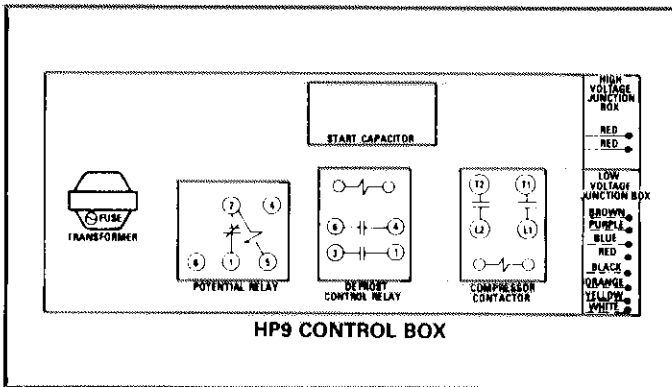 HIGH
VOLTAGE
JUNCTION
BOX
RED
RED
START CAPACITOR
LOW
VOLTAGE
JUNCTION BOX
BROWN
PURPLE
BLUE
RED
BLACK
ORANGE
YELLOW
WHITE
FUSE
TRANSFORMER
2 4
6 1 5
POTENTIAL RELAY
6 4
3 1
DEFROST
CONTROL RELAY
T2 T1
L2 L1
COMPRESSOR
CONTACTOR
HP9 CONTROL BOX